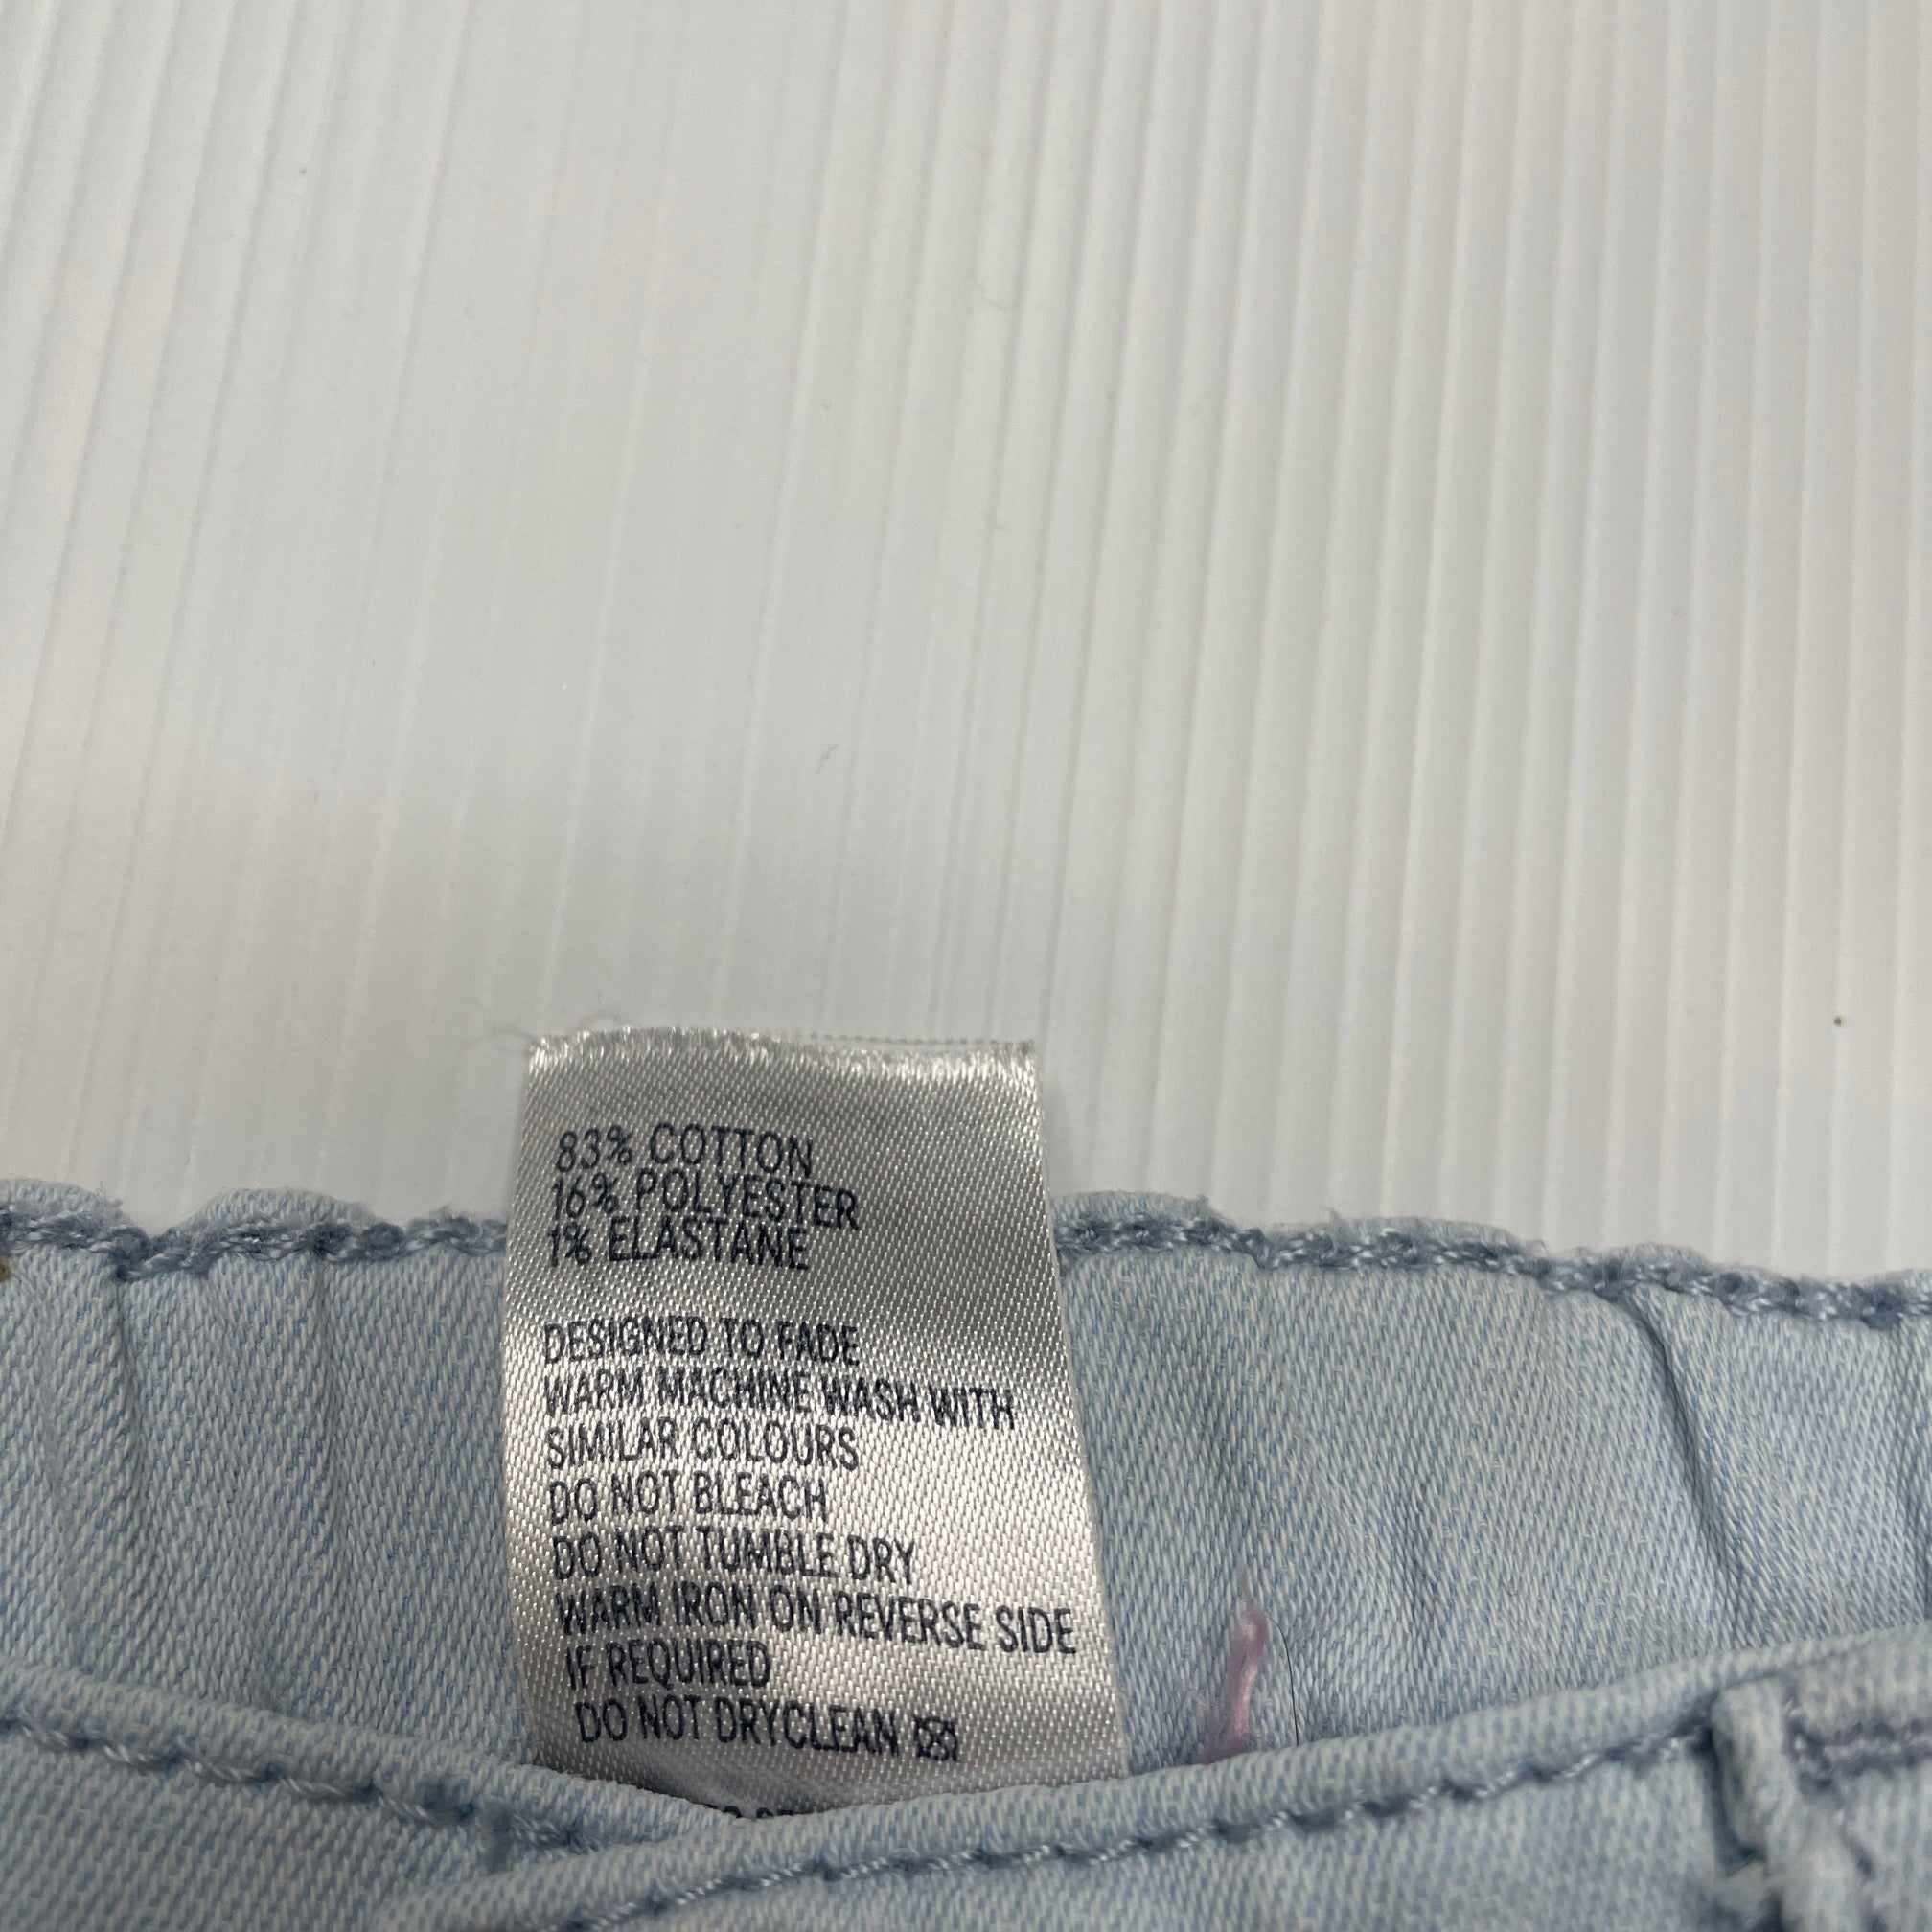 83% COTTON
16% POLYESTER
1% ELASTANE
DESIGNED TO FADE
WARM MACHINE WASH WITH
SIMILAR COLOURS
DO NOT BLEACH
DO NOT TUMBLE DRY
WARM IRON ON REVERSE SIDE
IF REQUIRED
DO NOT DRYCLEAN